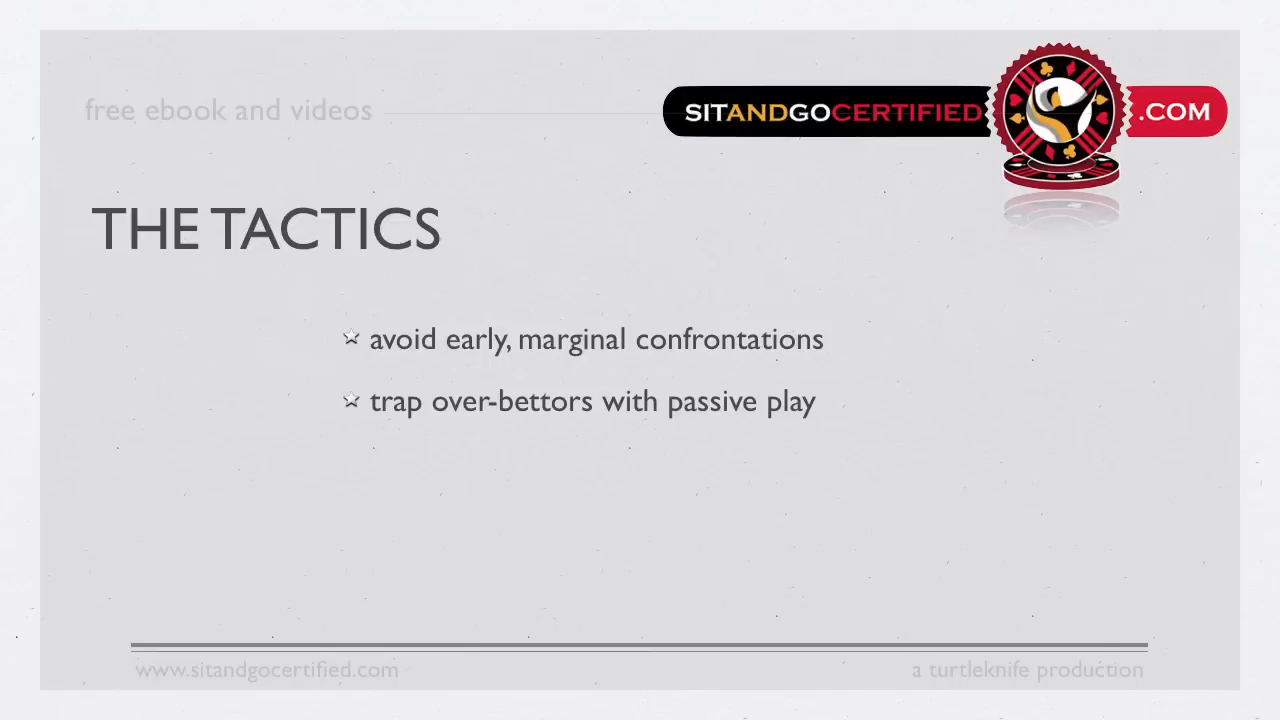 free ebook and videos
SITANDGOCERTIFIED.COM
THE TACTICS
avoid early, marginal confrontations
trap over-bettors with passive play
www.sitandgocertified.com
a turtleknife production